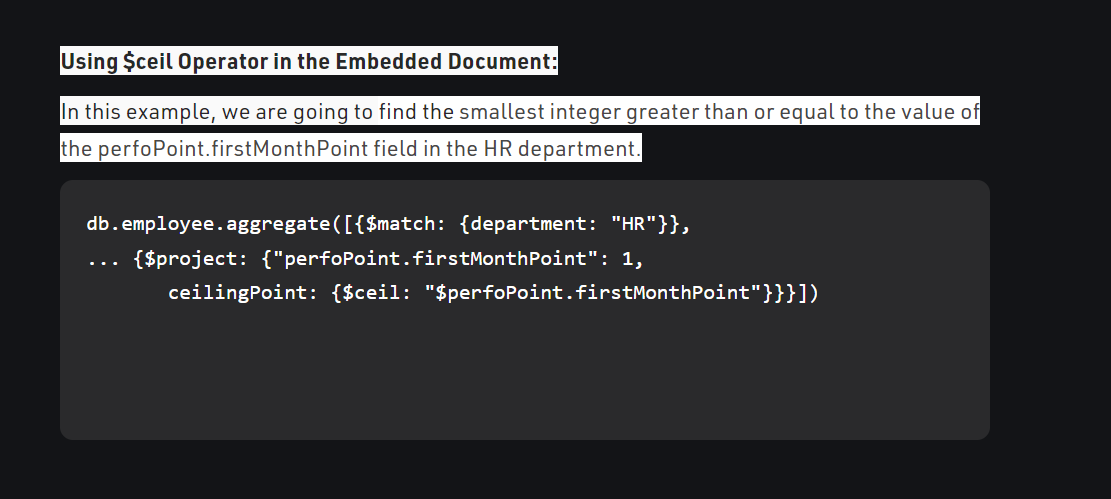 Using $ceil Operator in the Embedded Document:
In this example, we are going to find the smallest integer greater than or equal to the value of
the perfoPoint.firstMonthPoint field in the HR department.
db.employee.aggregate([{$match: {department: "HR"}},
... {$project: {"perfoPoint.firstMonthPoint": 1,
ceilingPoint: {$ceil: "$perfoPoint.firstMonthPoint"}}}])